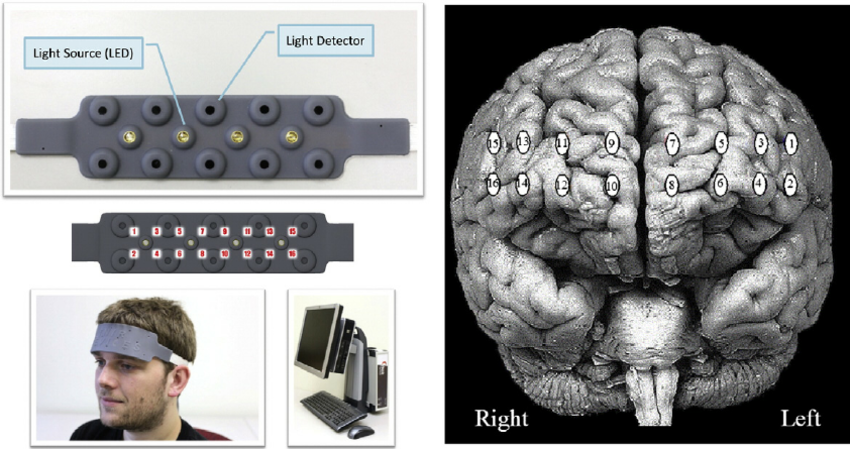 Light Source (LED)
Light Detector
1 3 5 7 9 11 13 15
2 4 6 8 10 12 14 16
15 13 11 9 7 5 3 1
16 14 12 10 8 6 4 2
Right
Left